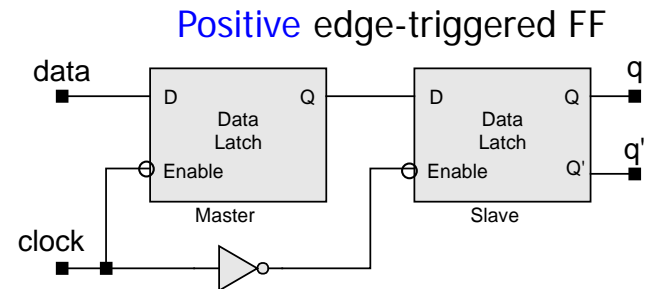 Positive edge-triggered FF
data
q
D
Q
D
Q
Data
Latch
Data
Latch
Enable
Enable
Q'
q'
Master
Slave
clock